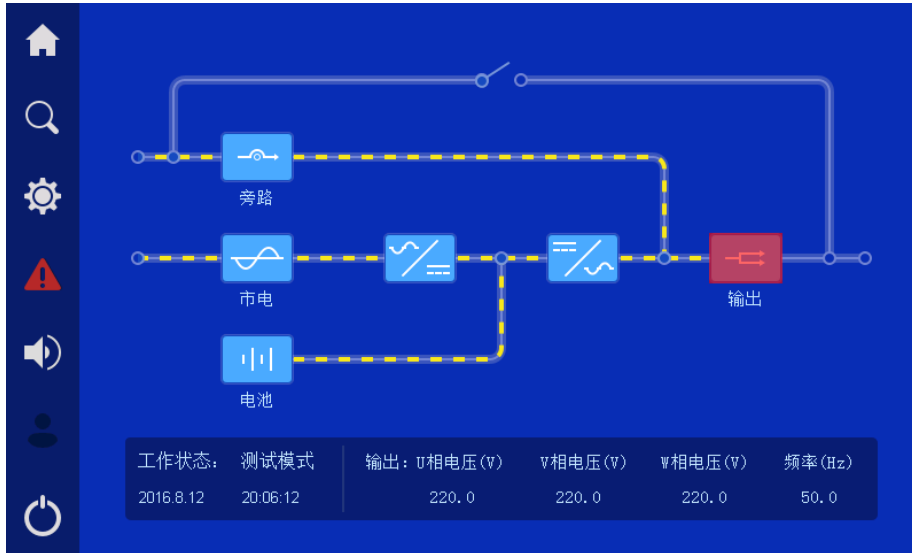 旁路
市电
输出
电池
工作状态: 测试模式 输出: U相电压(V) V相电压(V) W相电压(V) 频率(Hz)
2016.8.12 20:06:12 220.0 220.0 220.0 50.0